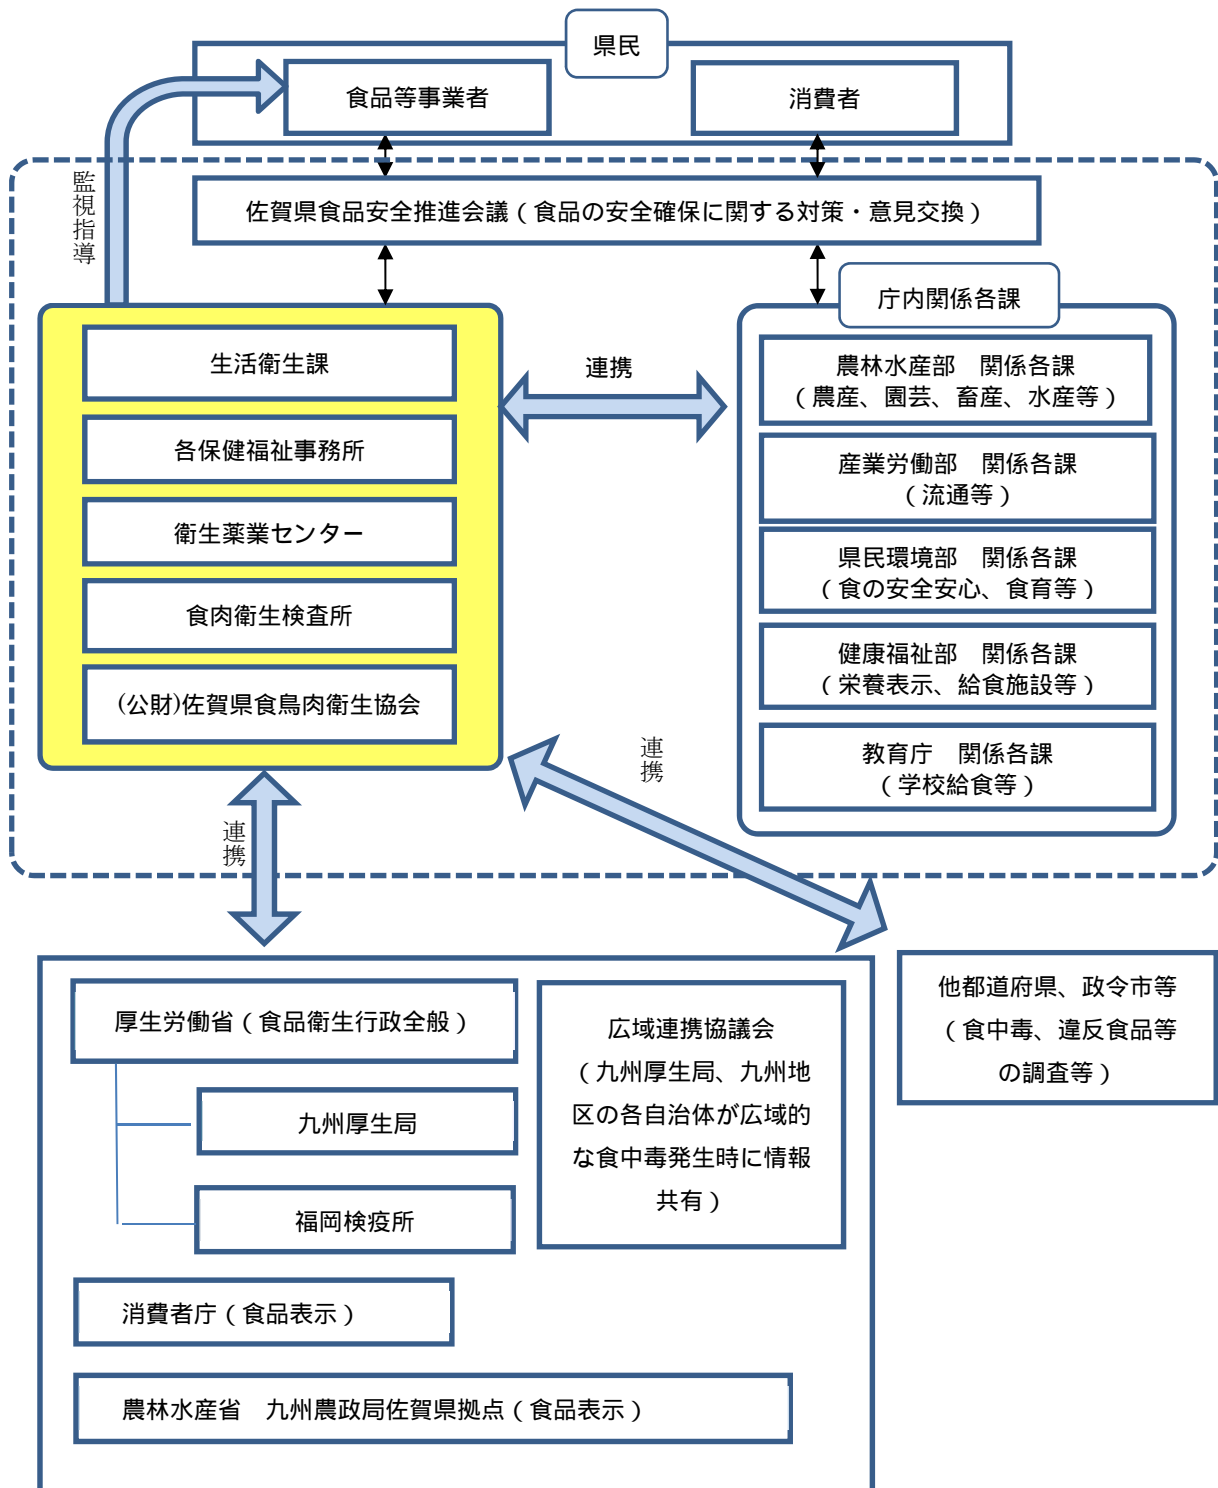 県民
食品等事業者
消費者
監視指導
佐賀県食品安全推進会議（食品の安全確保に関する対策・意見交換）
生活衛生課
各保健福祉事務所
衛生薬業センター
食肉衛生検査所
(公財)佐賀県食鳥肉衛生協会
連携
庁内関係各課
農林水産部　関係各課
（農産、園芸、畜産、水産等）
産業労働部　関係各課
（流通等）
県民環境部　関係各課
（食の安全安心、食育等）
健康福祉部　関係各課
（栄養表示、給食施設等）
教育庁　関係各課
（学校給食等）
連携
連携
厚生労働省（食品衛生行政全般）
九州厚生局
福岡検疫所
消費者庁（食品表示）
農林水産省　九州農政局佐賀県拠点（食品表示）
広域連携協議会
（九州厚生局、九州地
区の各自治体が広域的
な食中毒発生時に情報
共有）
他都道府県、政令市等
（食中毒、違反食品等
の調査等）